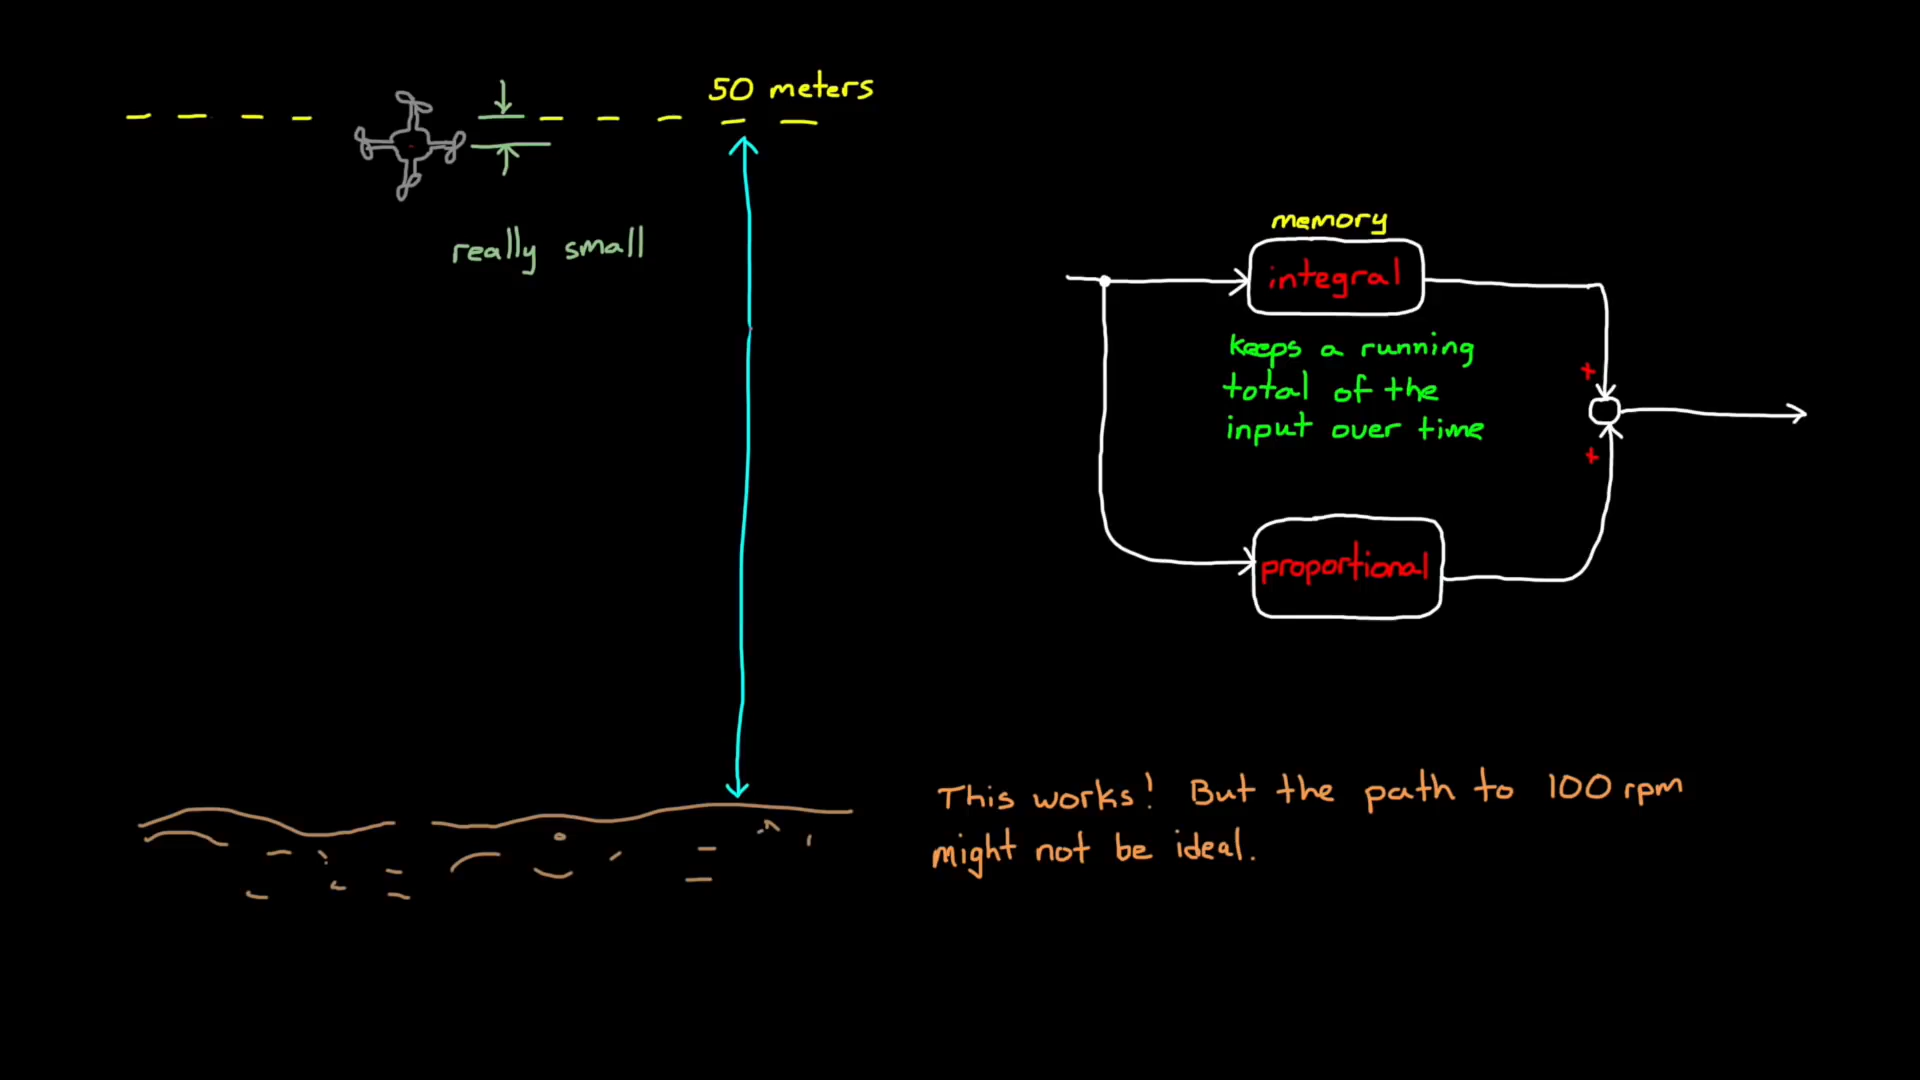 50 meters
really small
memory
integral
keeps a running
total of the
input over time
+
+
proportional
This works! But the path to 100 rpm
might not be ideal.